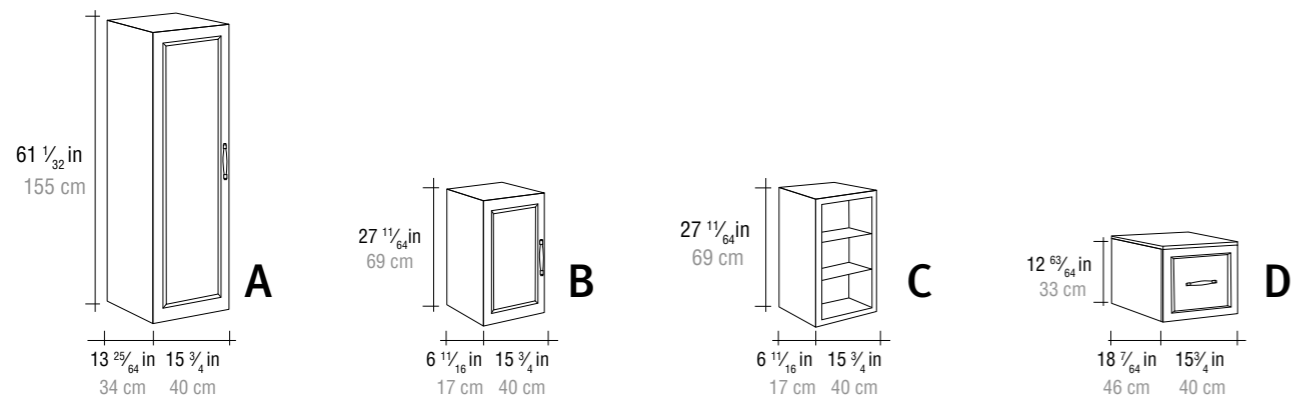 61 1/32 in
155 cm
13 25/64 in 15 3/4 in
34 cm 40 cm
A
27 11/64 in
69 cm
6 11/16 in 15 3/4 in
17 cm 40 cm
B
27 11/64 in
69 cm
6 11/16 in 15 3/4 in
17 cm 40 cm
C
12 63/64 in
33 cm
18 7/64 in 15 3/4 in
46 cm 40 cm
D